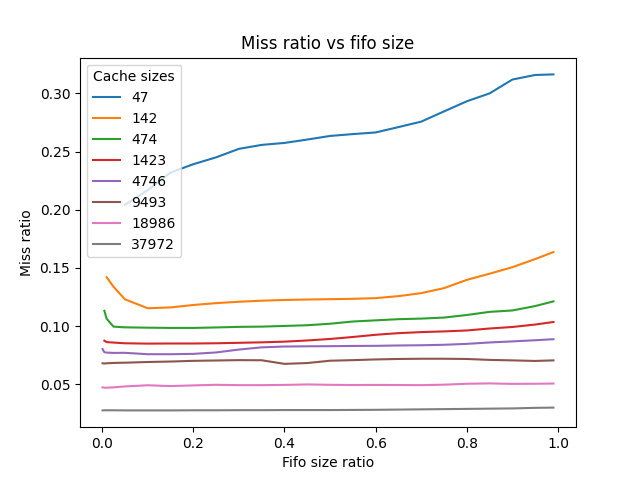 Miss ratio vs fifo size
Cache sizes
47
142
474
1423
4746
9493
18986
37972
0.30
0.25
0.20
0.15
0.10
0.05
Miss ratio
0.0 0.2 0.4 0.6 0.8 1.0
Fifo size ratio